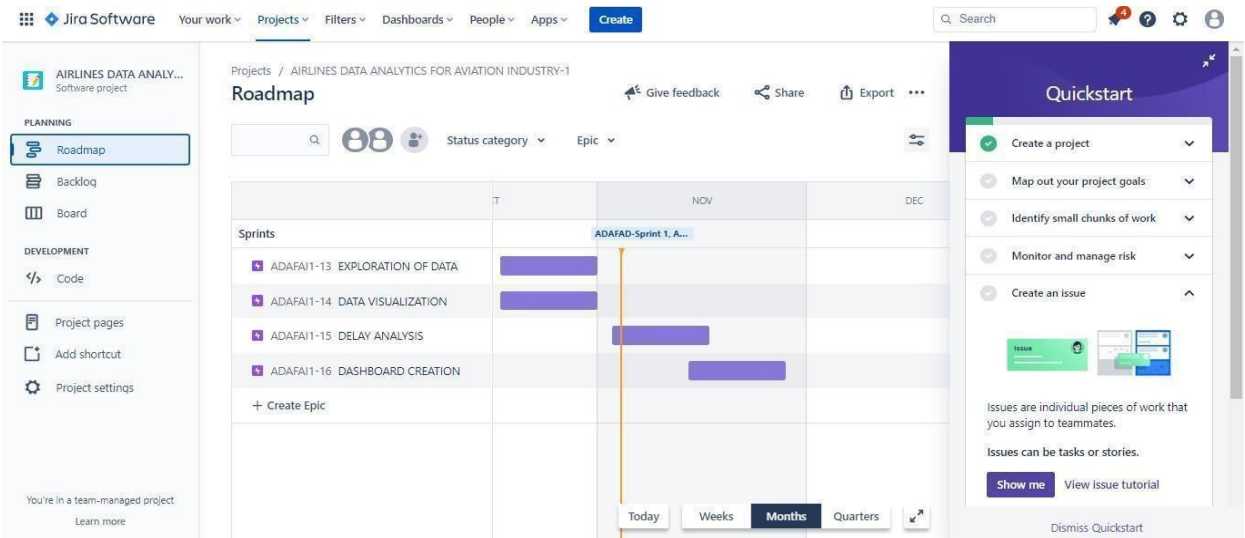 Jira Software
Your work
Projects
Filters
Dashboards
People
Apps
Create
Search
4
AIRLINES DATA ANALY...
Software project
PLANNING
Roadmap
Backlog
Board
DEVELOPMENT
Code
Project pages
Add shortcut
Project settings
You're in a team-managed project
Learn more
Projects / AIRLINES DATA ANALYTICS FOR AVIATION INDUSTRY-1
Roadmap
Give feedback
Share
Export
Status category
Epic
T
NOV
DEC
Sprints
ADAFAD-Sprint 1, A...
ADAFAI1-13 EXPLORATION OF DATA
ADAFAI1-14 DATA VISUALIZATION
ADAFAI1-15 DELAY ANALYSIS
ADAFAI1-16 DASHBOARD CREATION
+ Create Epic
Today
Weeks
Months
Quarters
Quickstart
Create a project
Map out your project goals
Identify small chunks of work
Monitor and manage risk
Create an issue
Issue
Issues are individual pieces of work that
you assign to teammates.
Issues can be tasks or stories.
Show me
View issue tutorial
Dismiss Quickstart